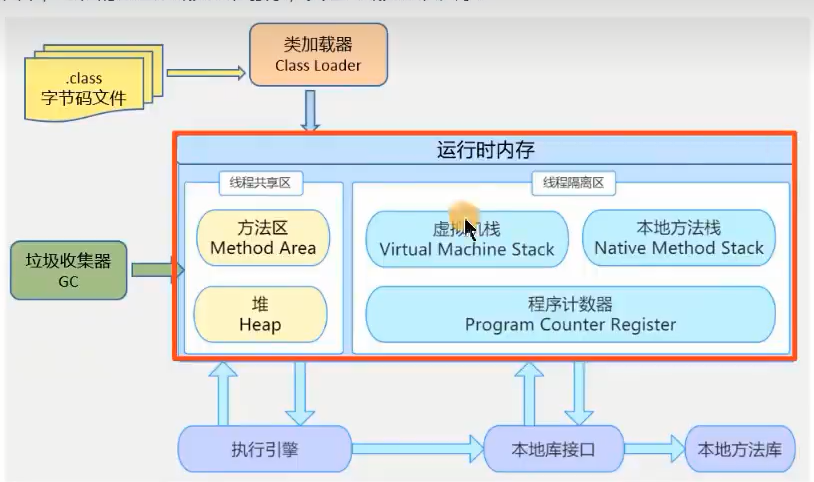 类加载器
Class Loader
.class
字节码文件
运行时内存
线程共享区
线程隔离区
方法区
Method Area
虚拟机栈
Virtual Machine Stack
本地方法栈
Native Method Stack
垃圾收集器
GC
堆
Heap
程序计数器
Program Counter Register
执行引擎
本地库接口
本地方法库